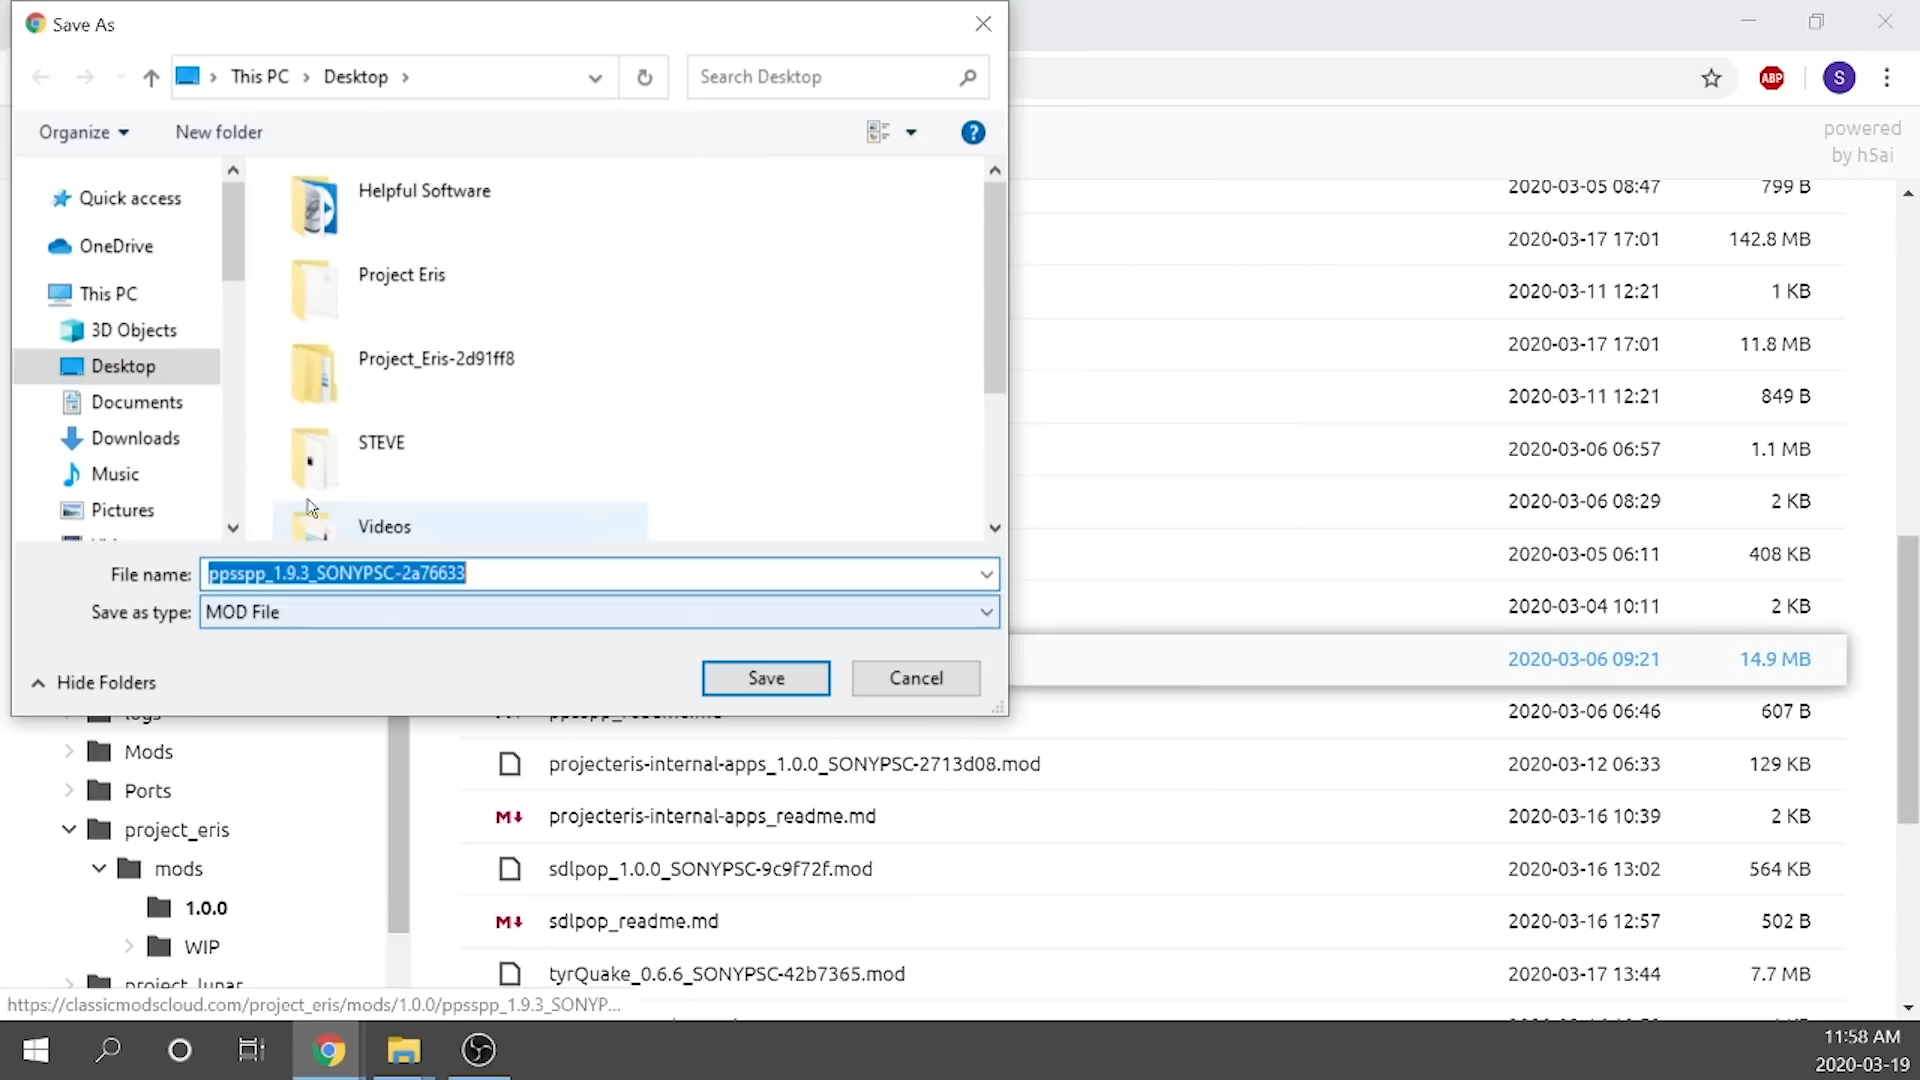 Save As
This PC
Desktop
Search Desktop
ABP
S
Organize
New folder
?
powered
by h5ai
Quick access
OneDrive
This PC
3D Objects
Desktop
Documents
Downloads
Music
Pictures
Helpful Software
Project Eris
Project_Eris-2d91ff8
STEVE
Videos
File name: ppsspp_1.9.3_SONYPSC-2a76633
Save as type: MOD File
Hide Folders
Save
Cancel
2020-03-05 08:47 799 B
2020-03-17 17:01 142.8 MB
2020-03-11 12:21 1 KB
2020-03-17 17:01 11.8 MB
2020-03-11 12:21 849 B
2020-03-06 06:57 1.1 MB
2020-03-06 08:29 2 KB
2020-03-05 06:11 408 KB
2020-03-04 10:11 2 KB
2020-03-06 09:21 14.9 MB
ppsspp_readme.md 2020-03-06 06:46 607 B
projecteris-internal-apps_1.0.0_SONYPSC-2713d08.mod 2020-03-12 06:33 129 KB
M projecteris-internal-apps_readme.md 2020-03-16 10:39 2 KB
sdlpop_1.0.0_SONYPSC-9c9f72f.mod 2020-03-16 13:02 564 KB
M sdlpop_readme.md 2020-03-16 12:57 502 B
tyrQuake_0.6.6_SONYPSC-42b7365.mod 2020-03-17 13:44 7.7 MB
logs
Mods
Ports
project_eris
mods
1.0.0
WIP
project_lunar
https://classicmodscloud.com/project_eris/mods/1.0.0/ppsspp_1.9.3_SONYP...
11:58 AM
2020-03-19